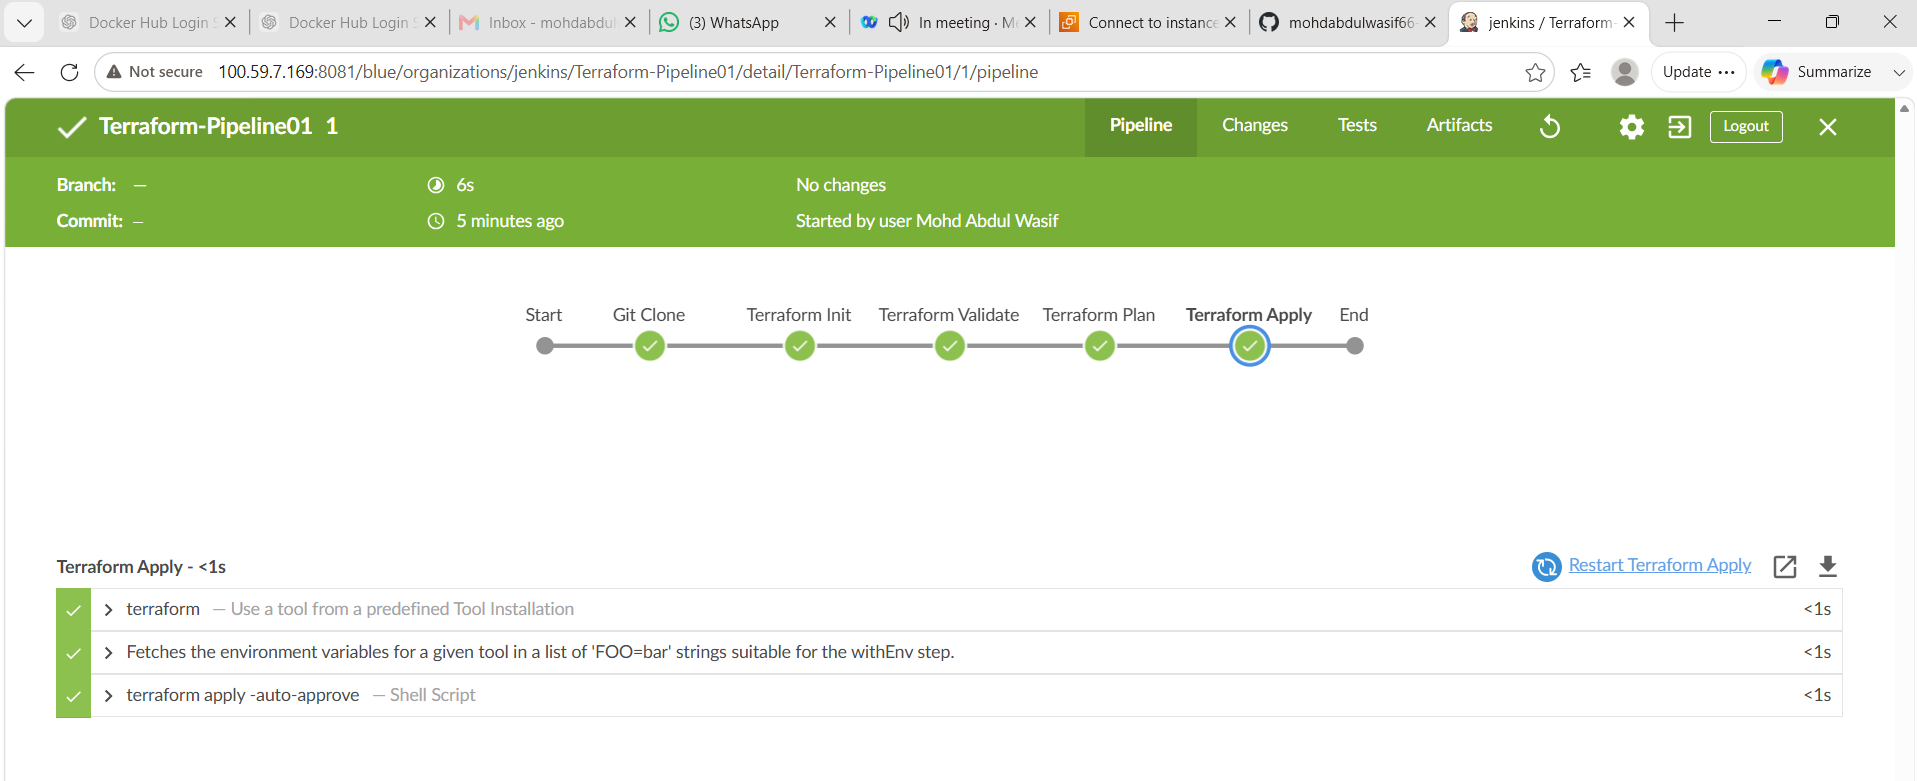 Docker Hub Login S
Docker Hub Login S
Inbox - mohdabdul
(3) WhatsApp
In meeting · Me
Connect to instance
mohdabdulwasif66-
jenkins / Terraform-
Not secure
100.59.7.169:8081/blue/organizations/jenkins/Terraform-Pipeline01/detail/Terraform-Pipeline01/1/pipeline
Update
Summarize
Terraform-Pipeline01 1
Pipeline
Changes
Tests
Artifacts
Logout
Branch: —
6s
No changes
Commit: –
5 minutes ago
Started by user Mohd Abdul Wasif
Start
Git Clone
Terraform Init
Terraform Validate
Terraform Plan
Terraform Apply
End
Terraform Apply - <1s
Restart Terraform Apply
terraform — Use a tool from a predefined Tool Installation
<1s
Fetches the environment variables for a given tool in a list of 'FOO=bar' strings suitable for the withEnv step.
<1s
terraform apply -auto-approve — Shell Script
<1s